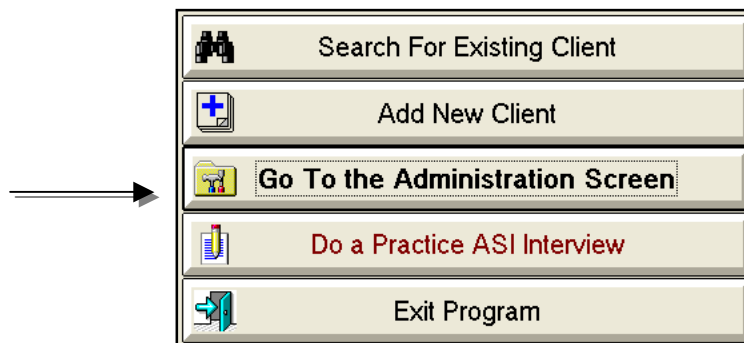 Search For Existing Client
Add New Client
Go To the Administration Screen
Do a Practice ASI Interview
Exit Program